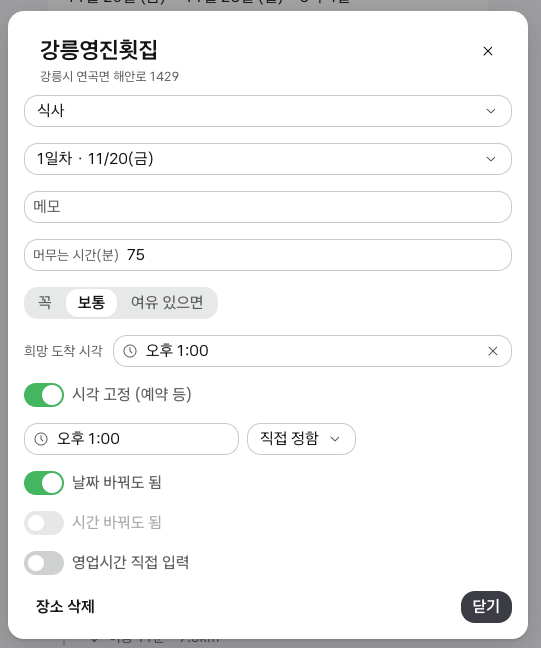 강릉영진횟집
강릉시 연곡면 해안로 1429
식사
1일차 · 11/20(금)
메모
머무는 시간(분) 75
꼭 보통 여유 있으면
희망 도착 시각 오후 1:00
시각 고정 (예약 등)
오후 1:00 직접 정함
날짜 바꿔도 됨
시간 바꿔도 됨
영업시간 직접 입력
장소 삭제 닫기